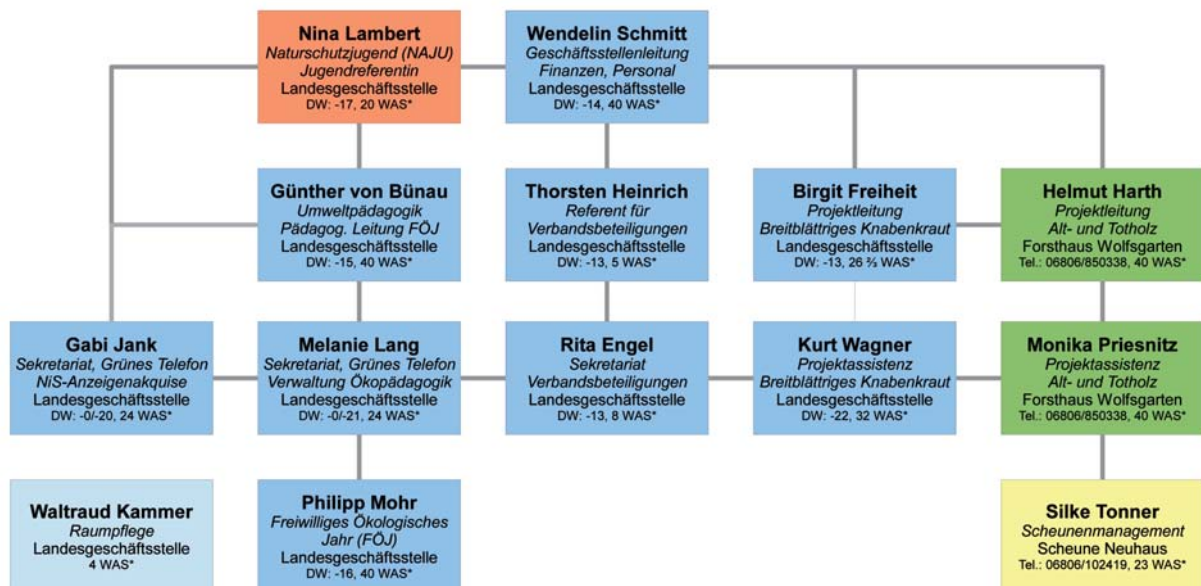 Nina Lambert
Naturschutzjugend (NAJU)
Jugendreferentin
Landesgeschäftsstelle
DW: -17, 20 WAS*
Wendelin Schmitt
Geschäftsstellenleitung
Finanzen, Personal
Landesgeschäftsstelle
DW: -14, 40 WAS*
Günther von Bünau
Umweltpädagogik
Pädagog. Leitung FÖJ
Landesgeschäftsstelle
DW: -15, 40 WAS*
Thorsten Heinrich
Referent für
Verbandsbeteiligungen
Landesgeschäftsstelle
DW: -13, 5 WAS*
Birgit Freiheit
Projektleitung
Breitblättriges Knabenkraut
Landesgeschäftsstelle
DW: -13, 26 ⅔ WAS*
Helmut Harth
Projektleitung
Alt- und Totholz
Forsthaus Wolfsgarten
Tel.: 06806/850338, 40 WAS*
Gabi Jank
Sekretariat, Grünes Telefon
NiS-Anzeigenakquise
Landesgeschäftsstelle
DW: -0/-20, 24 WAS*
Melanie Lang
Sekretariat, Grünes Telefon
Verwaltung Ökopädagogik
Landesgeschäftsstelle
DW: -0/-21, 24 WAS*
Rita Engel
Sekretariat
Verbandsbeteiligungen
Landesgeschäftsstelle
DW: -13, 8 WAS*
Kurt Wagner
Projektassistenz
Breitblättriges Knabenkraut
Landesgeschäftsstelle
DW: -22, 32 WAS*
Monika Priesnitz
Projektassistenz
Alt- und Totholz
Forsthaus Wolfsgarten
Tel.: 06806/850338, 40 WAS*
Waltraud Kammer
Raumpflege
Landesgeschäftsstelle
4 WAS*
Philipp Mohr
Freiwilliges Ökologisches
Jahr (FÖJ)
Landesgeschäftsstelle
DW: -16, 40 WAS*
Silke Tonner
Scheunenmanagement
Scheune Neuhaus
Tel.: 06806/102419, 23 WAS*